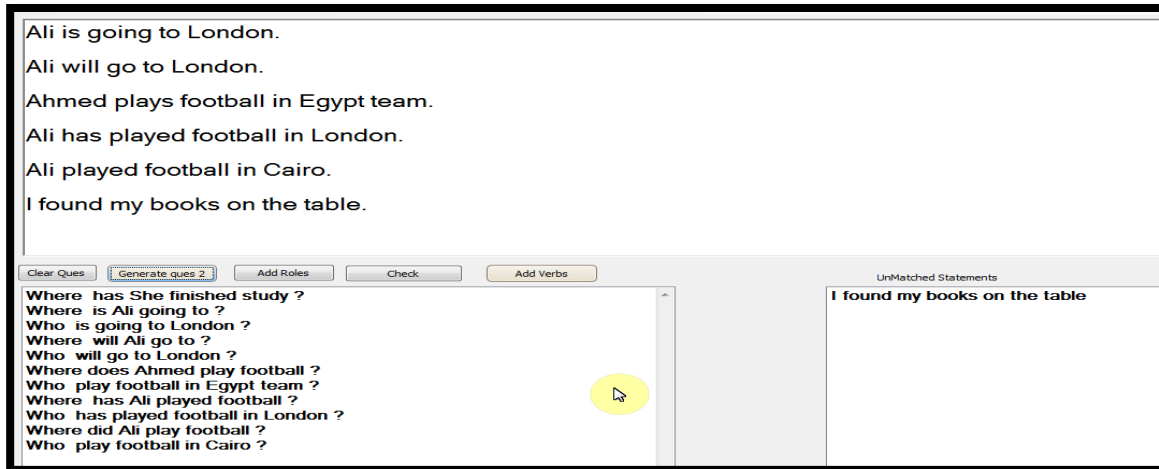 Ali is going to London.
Ali will go to London.
Ahmed plays football in Egypt team.
Ali has played football in London.
Ali played football in Cairo.
I found my books on the table.
Clear Ques Generate ques 2 Add Roles Check Add Verbs UnMatched Statements
Where has She finished study ?
Where is Ali going to ?
Who is going to London ?
Where will Ali go to ?
Who will go to London ?
Where does Ahmed play football ?
Who play football in Egypt team ?
Where has Ali played football ?
Who has played football in London ?
Where did Ali play football ?
Who play football in Cairo ?
I found my books on the table